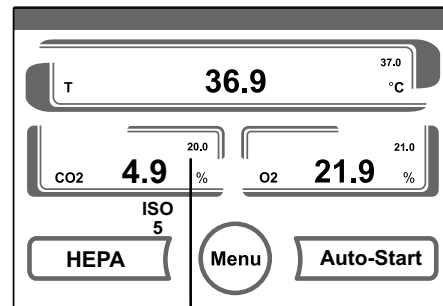 37.0
T 36.9 °C
20.0 21.0
CO2 4.9 % O2 21.9 %
ISO
5
HEPA Menu Auto-Start